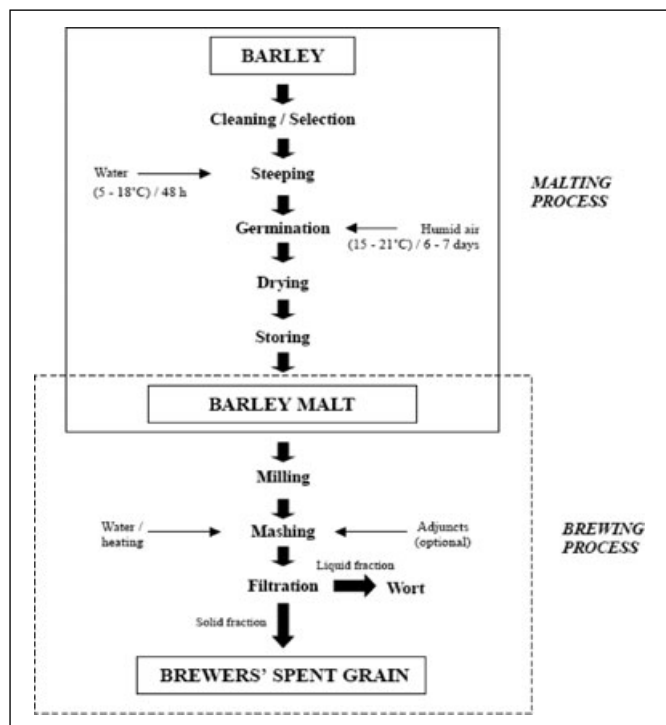 BARLEY
Cleaning / Selection
Water
(5 - 18°C) / 48 h
Steeping
MALTING
PROCESS
Germination
Humid air
(15 - 21°C) / 6 - 7 days
Drying
Storing
BARLEY MALT
Milling
Water /
heating
Mashing
Adjuncts
(optional)
BREWING
PROCESS
Liquid fraction
Filtration
Wort
Solid fraction
BREWERS' SPENT GRAIN